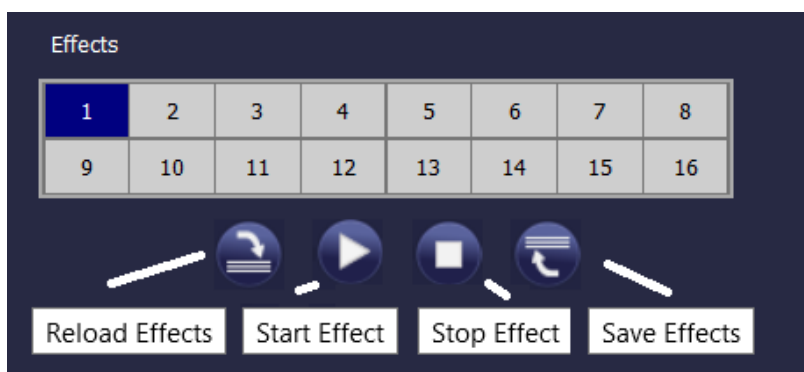 Effects
1 2 3 4 5 6 7 8
9 10 11 12 13 14 15 16
Reload Effects Start Effect Stop Effect Save Effects